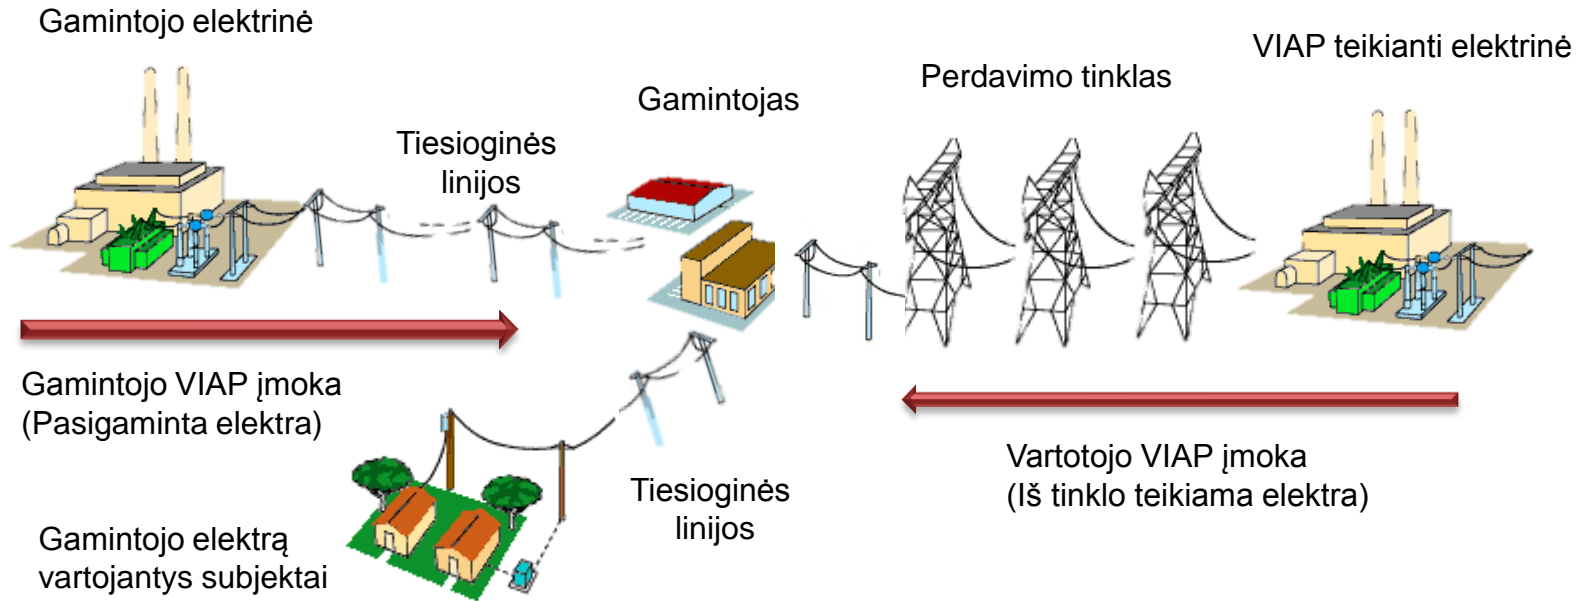 Gamintojo elektrinė
VIAP teikianti elektrinė
Perdavimo tinklas
Gamintojas
Tiesioginės
linijos
Gamintojo VIAP įmoka
(Pasigaminta elektra)
Vartotojo VIAP įmoka
(Iš tinklo teikiama elektra)
Tiesioginės
linijos
Gamintojo elektrą
vartojantys subjektai